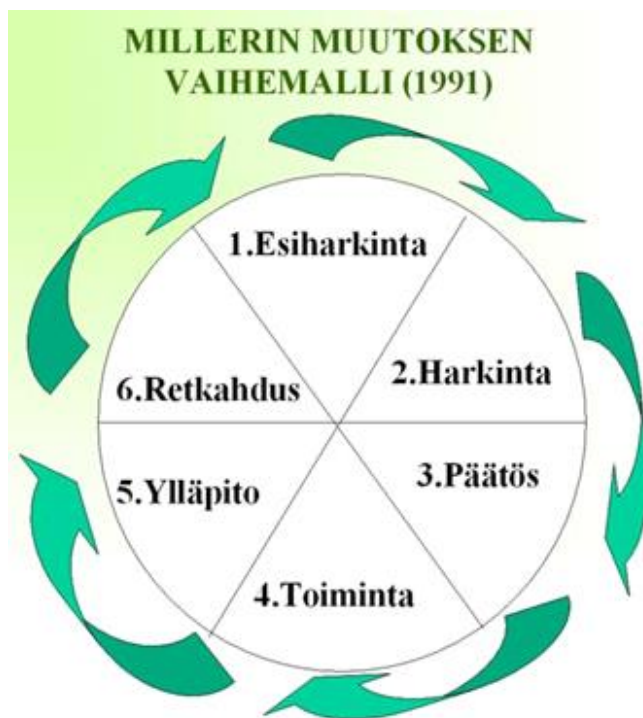 MILLERIN MUUTOKSEN
VAIHEMALLI (1991)
1.Esiharkinta
2.Harkinta
3.Päätös
4.Toiminta
5.Ylläpito
6.Retkahdus